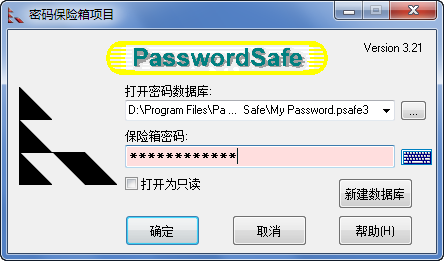 密码保险箱项目
PasswordSafe
Version 3.21
打开密码数据库:
D:\Program Files\Pa ... Safe\My Password.psafe3
...
保险箱密码:
************
打开为只读
新建数据库
确定
取消
帮助(H)